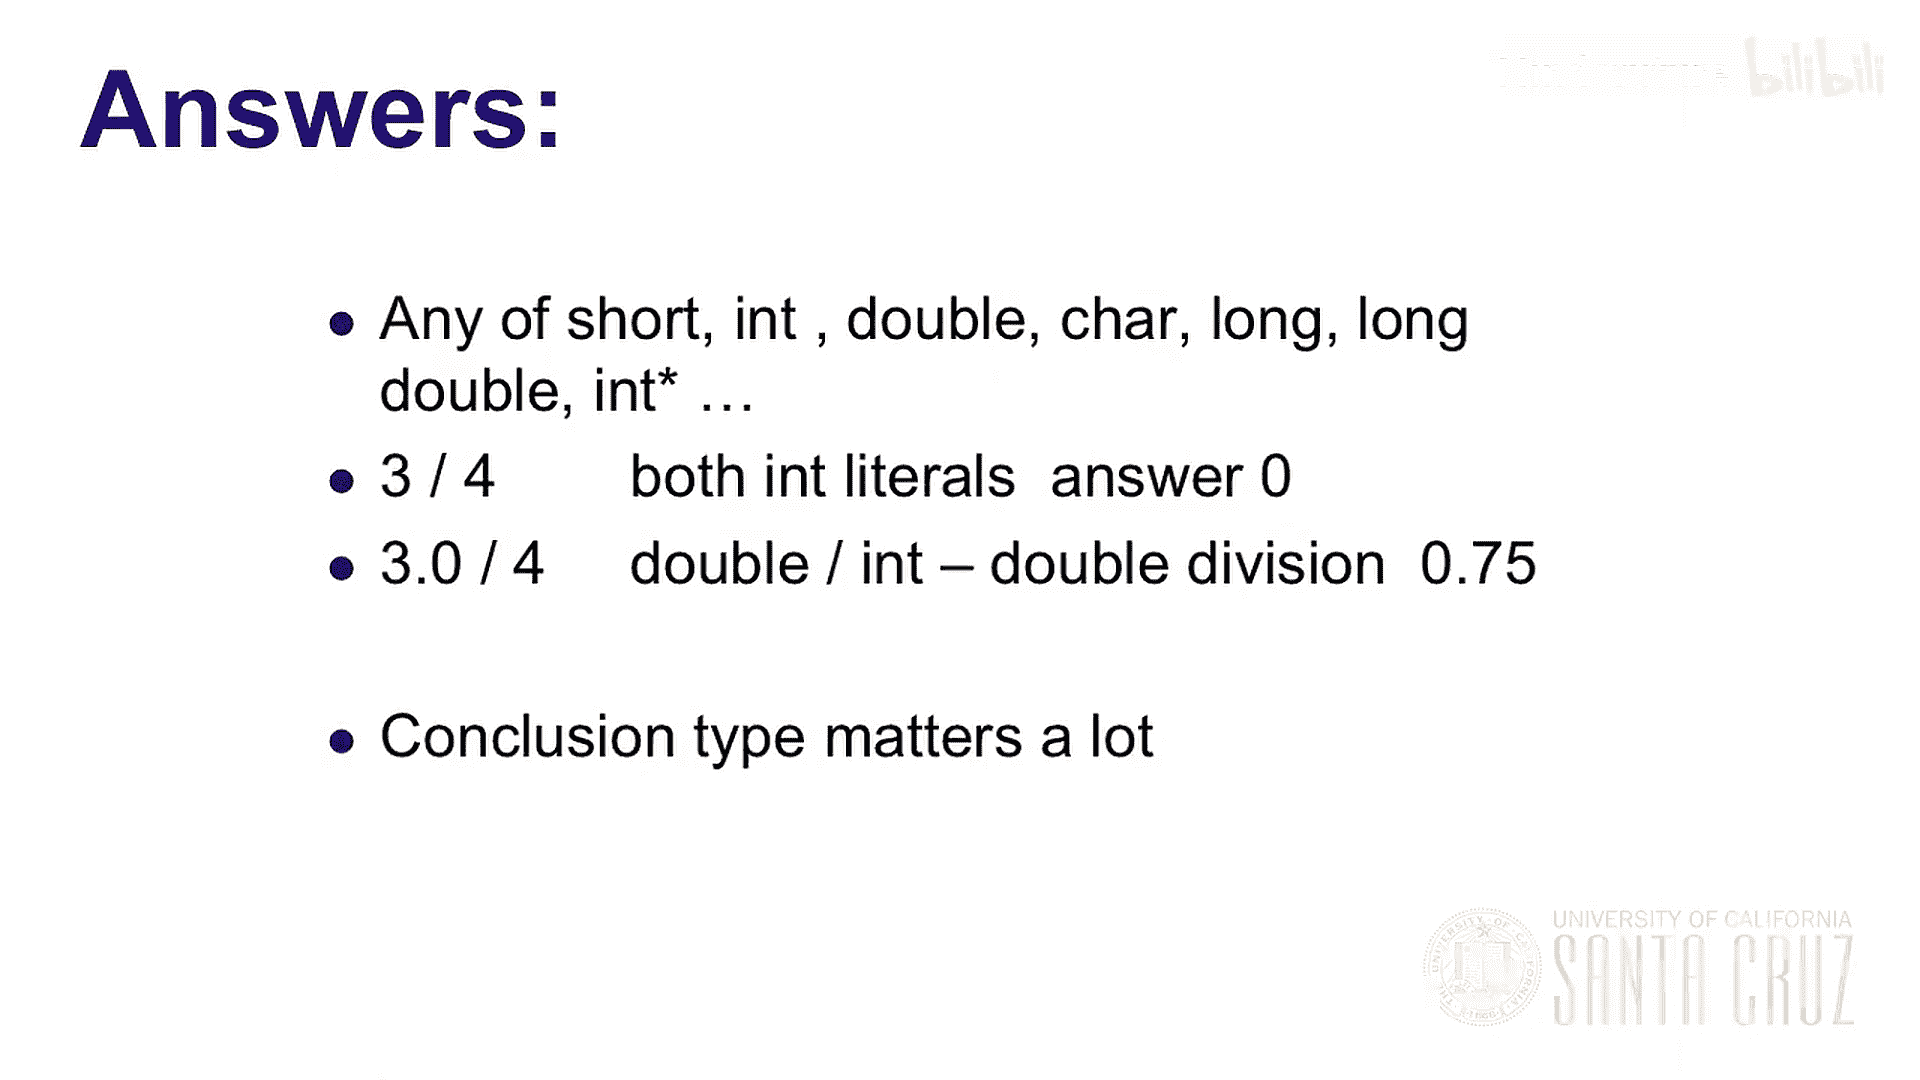 bilibili
Answers:
● Any of short, int , double, char, long, long
double, int* …
● 3 / 4 both int literals answer 0
● 3.0 / 4 double / int – double division 0.75
● Conclusion type matters a lot
UNIVERSITY OF CALIFORNIA
SANTA CRUZ